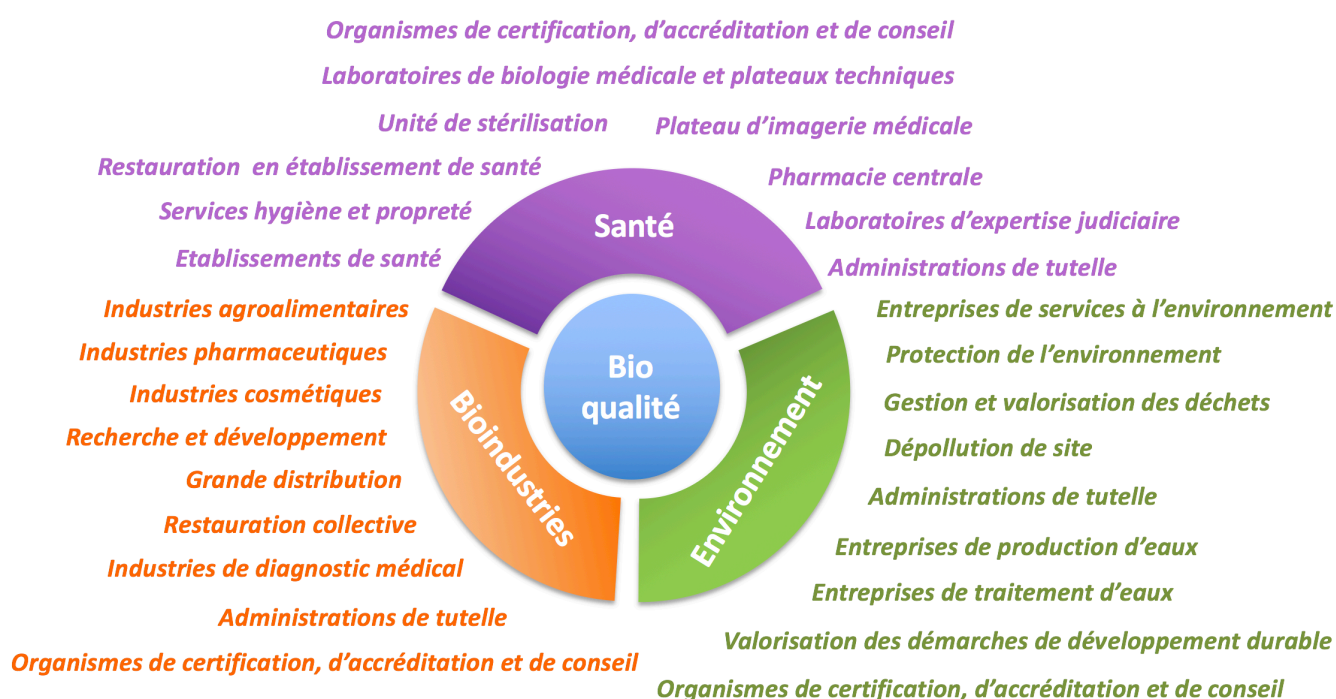 Organismes de certification, d’accréditation et de conseil
Laboratoires de biologie médicale et plateaux techniques
Unité de stérilisation
Plateau d’imagerie médicale
Restauration  en établissement de santé
Pharmacie centrale
Services hygiène et propreté
Laboratoires d’expertise judiciaire
Etablissements de santé
Administrations de tutelle
Santé
Bio
qualité
Bioindustries
Environnement
Industries agroalimentaires
Industries pharmaceutiques
Industries cosmétiques
Recherche et développement
Grande distribution
Restauration collective
Industries de diagnostic médical
Administrations de tutelle
Organismes de certification, d’accréditation et de conseil
Entreprises de services à l’environnement
Protection de l’environnement
Gestion et valorisation des déchets
Dépollution de site
Administrations de tutelle
Entreprises de production d’eaux
Entreprises de traitement d’eaux
Valorisation des démarches de développement durable
Organismes de certification, d’accréditation et de conseil